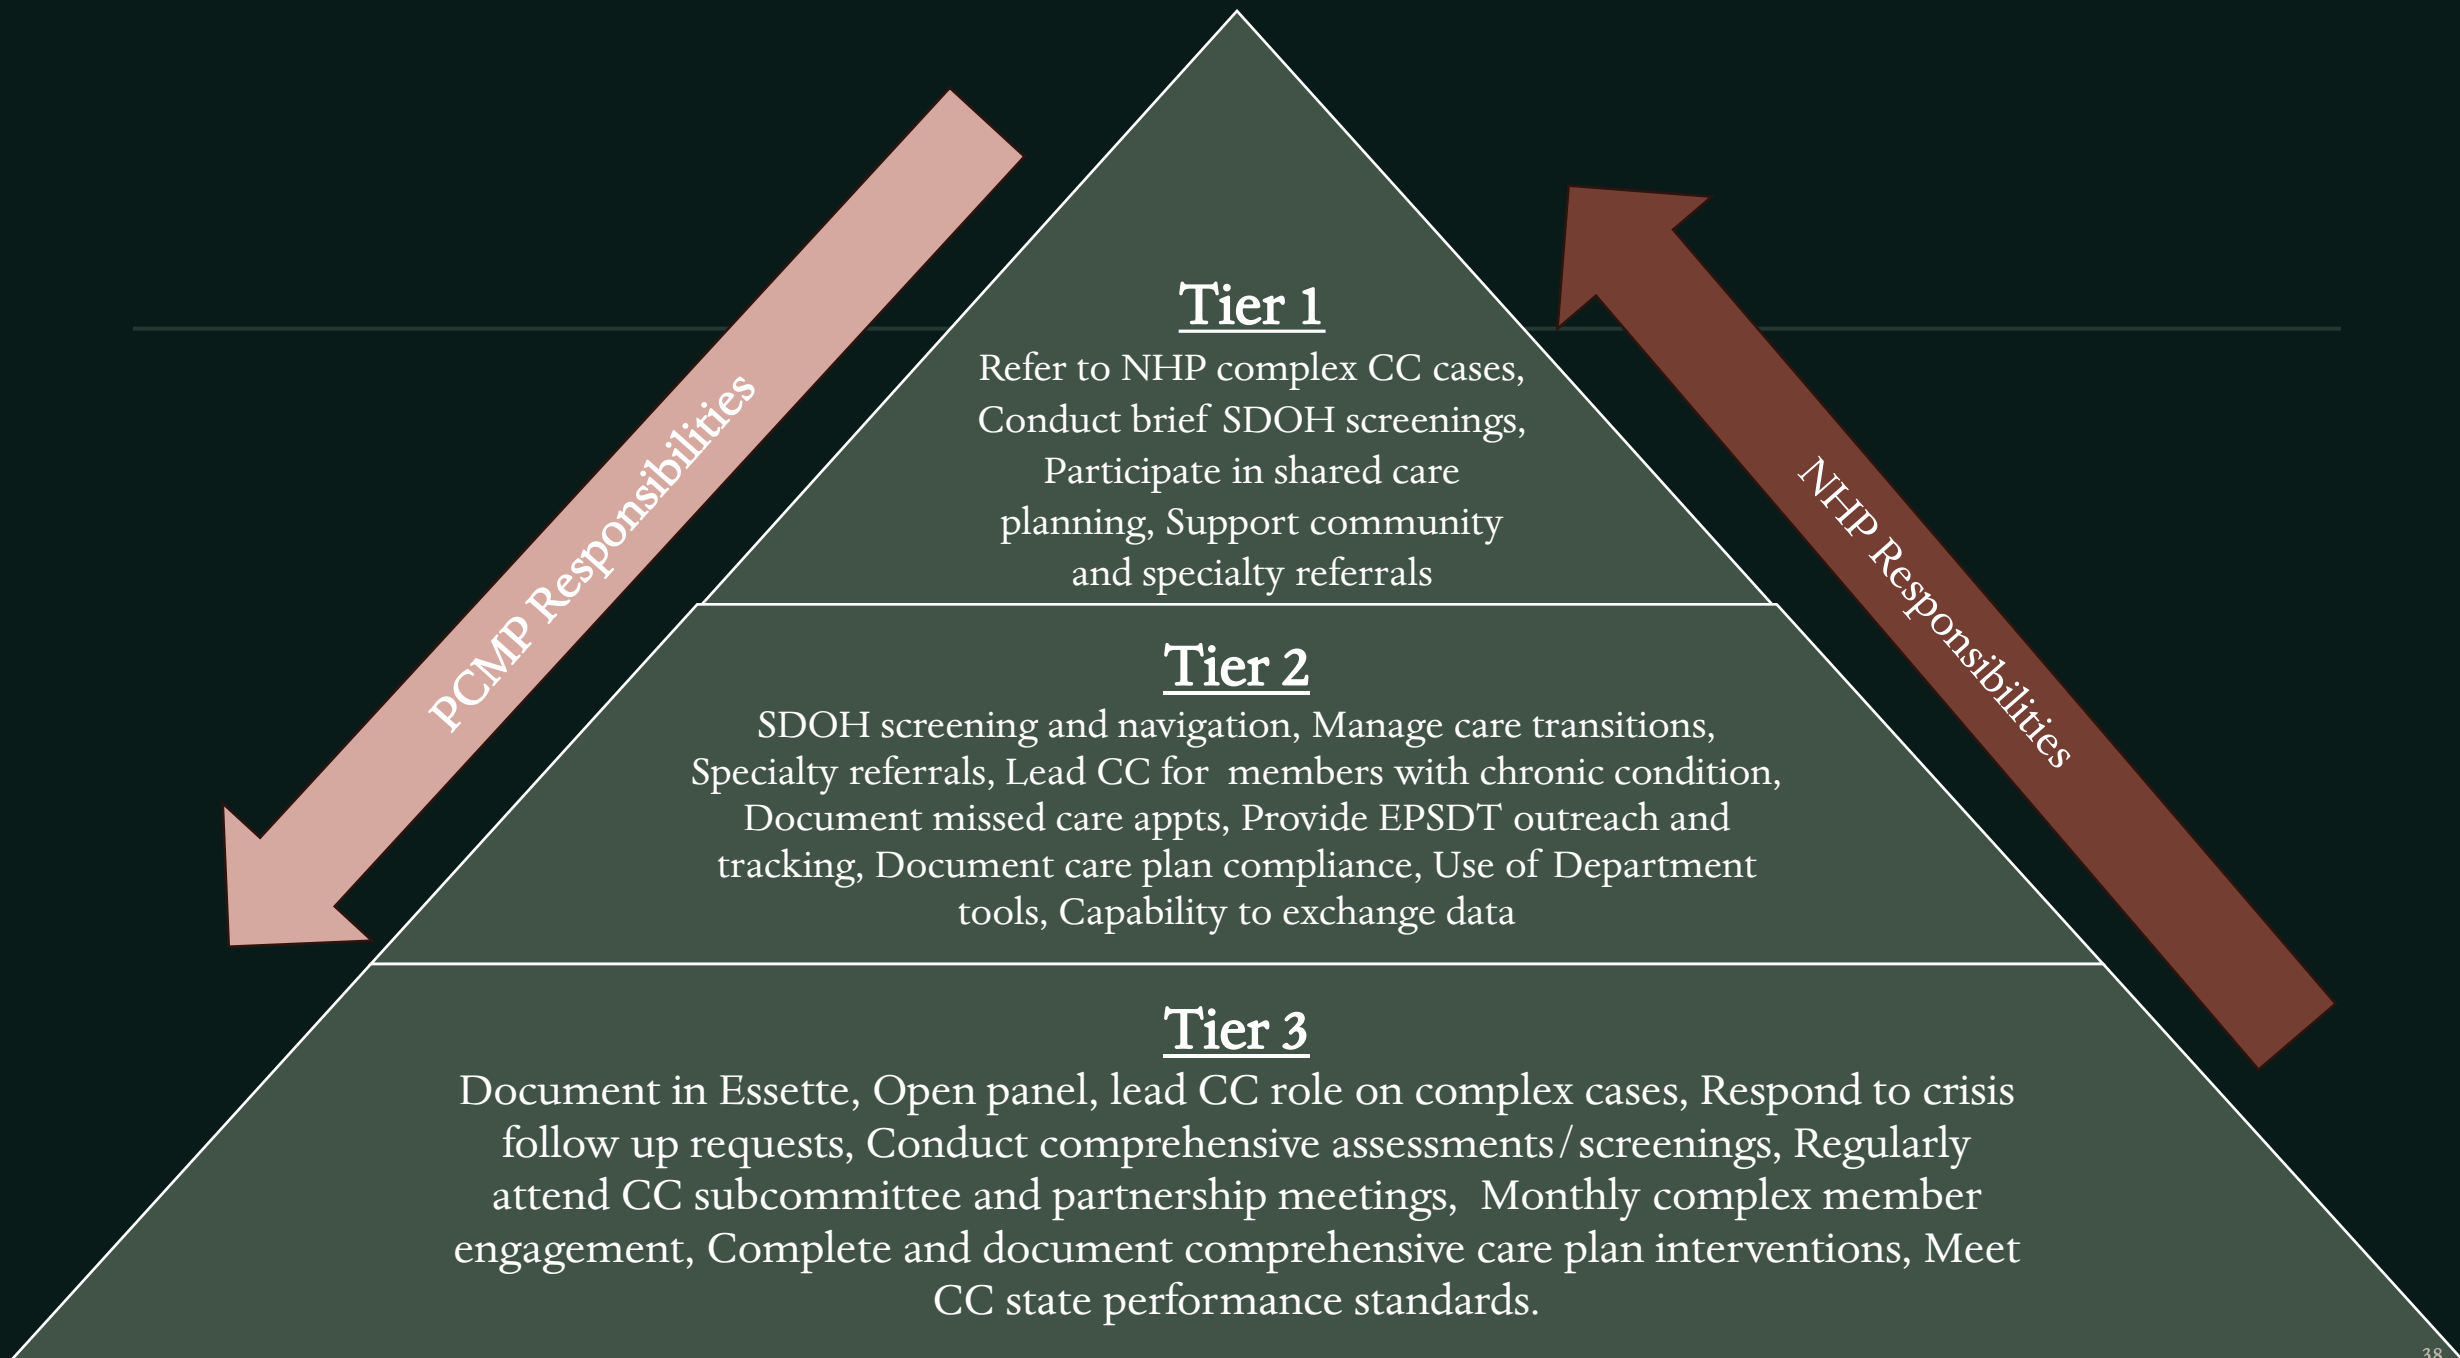 Tier 1
Refer to NHP complex CC cases,
Conduct brief SDOH screenings,
Participate in shared care
planning, Support community
and specialty referrals
PCMP Responsibilities
NHP Responsibilities
Tier 2
SDOH screening and navigation, Manage care transitions,
Specialty referrals, Lead CC for members with chronic condition,
Document missed care appts, Provide EPSDT outreach and
tracking, Document care plan compliance, Use of Department
tools, Capability to exchange data
Tier 3
Document in Essette, Open panel, lead CC role on complex cases, Respond to crisis
follow up requests, Conduct comprehensive assessments/screenings, Regularly
attend CC subcommittee and partnership meetings, Monthly complex member
engagement, Complete and document comprehensive care plan interventions, Meet
CC state performance standards.
38